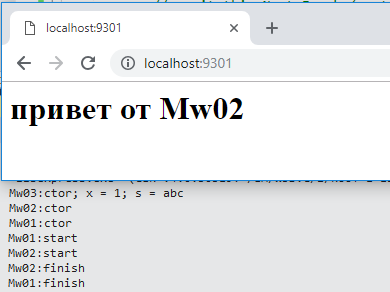 localhost:9301
localhost:9301
привет от Mw02
Mw03:ctor; x = 1; s = abc
Mw02:ctor
Mw01:ctor
Mw01:start
Mw02:start
Mw02:finish
Mw01:finish